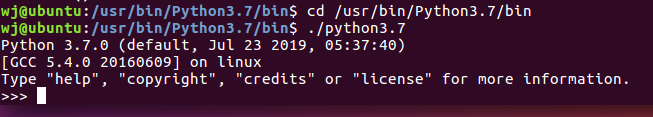 wj@ubuntu:/usr/bin/Python3.7/bin$ cd /usr/bin/Python3.7/bin
wj@ubuntu:/usr/bin/Python3.7/bin$ ./python3.7
Python 3.7.0 (default, Jul 23 2019, 05:37:40)
[GCC 5.4.0 20160609] on linux
Type "help", "copyright", "credits" or "license" for more information.
>>>